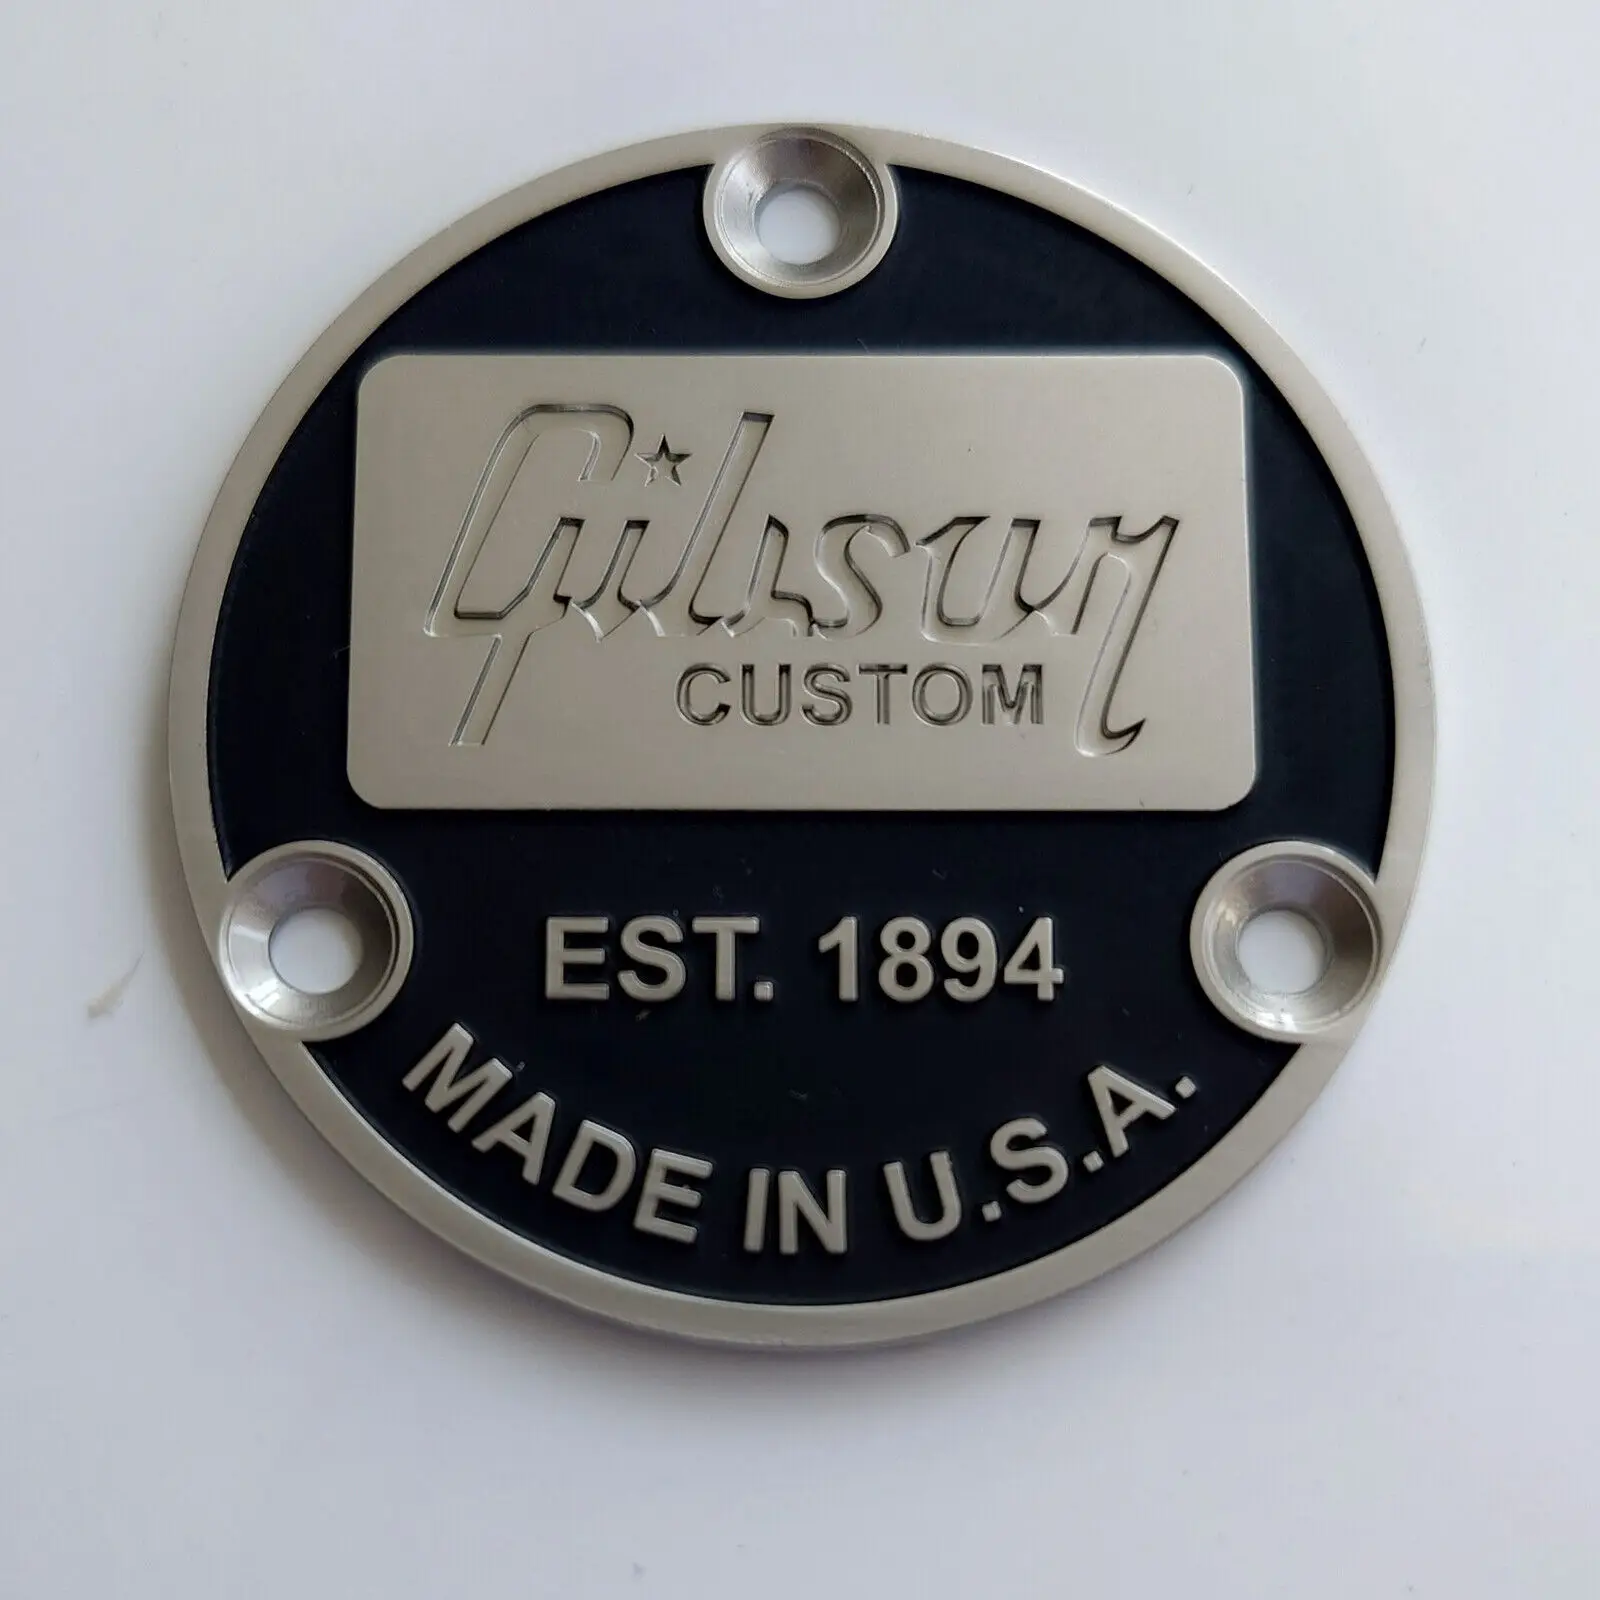 Gibson
CUSTOM
EST. 1894
MADE IN U.S.A.